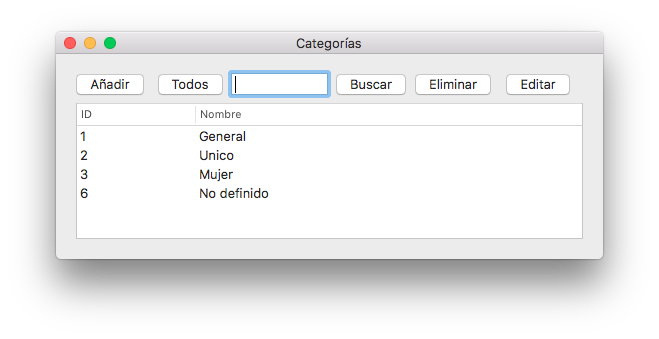 Categorías
Añadir Todos Buscar Eliminar Editar
ID Nombre
1 General
2 Unico
3 Mujer
6 No definido